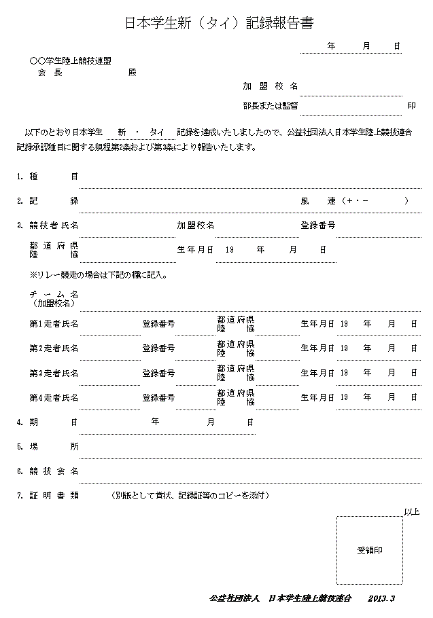 日本学生新（タイ）記録報告書
年　月　日
〇〇学生陸上競技連盟
会長　殿
加盟校名
部長または監督　印
以下のとおり日本学生　新 ・ タイ　記録を達成いたしましたので、公益社団法人日本学生陸上競技連合
記録承認種目に関する規程第2条および第3条により報告いたします。
1. 種　目
2. 記　録　風　速（＋・－　）
3. 競技者氏名　加盟校名　登録番号
都道府県
陸　協　生年月日　19　年　月　日
※リレー競走の場合は下記の欄に記入。
チーム名
（加盟校名）
第1走者氏名　登録番号　都道府県陸協　生年月日 19　年　月　日
第2走者氏名　登録番号　都道府県陸協　生年月日 19　年　月　日
第3走者氏名　登録番号　都道府県陸協　生年月日 19　年　月　日
第4走者氏名　登録番号　都道府県陸協　生年月日 19　年　月　日
4. 期　日　年　月　日
5. 場　所
6. 競技会名
7. 証明書類　（別紙として賞状、記録証等のコピーを添付）
以上
受領印
公益社団法人　日本学生陸上競技連合　2013.3